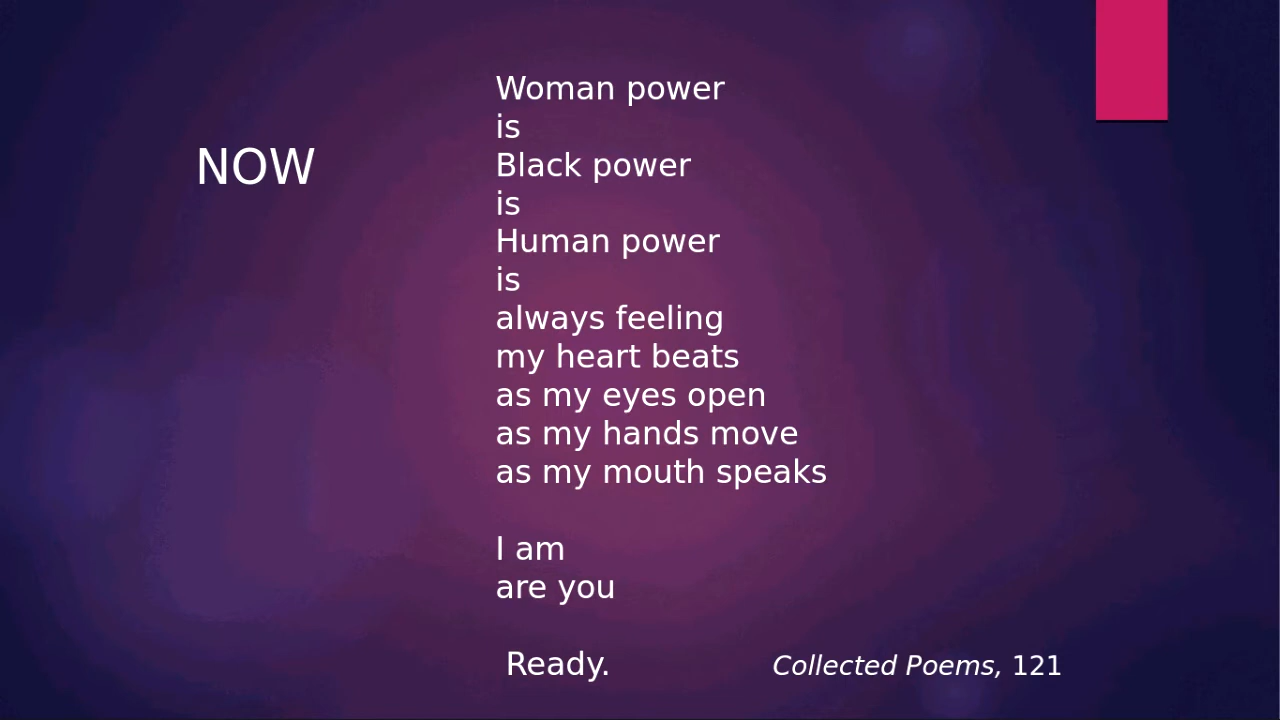 NOW
Woman power
is
Black power
is
Human power
is
always feeling
my heart beats
as my eyes open
as my hands move
as my mouth speaks
I am
are you
Ready.
Collected Poems, 121